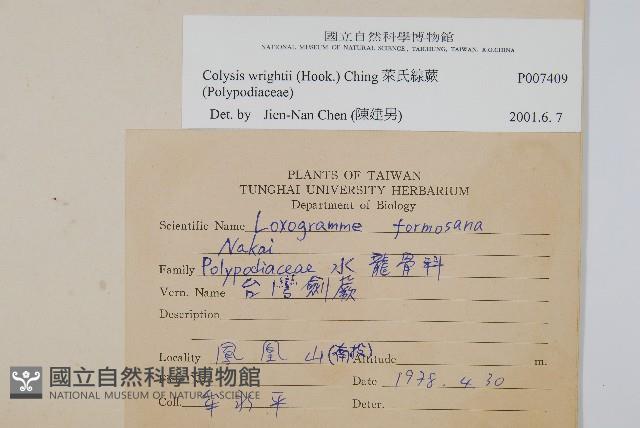 國立自然科學博物館
NATIONAL MUSEUM OF NATURAL SCIENCE, TAICHUNG, TAIWAN, R.O.CHINA
Colysis wrightii (Hook.) Ching 萊氏線蕨 P007409
(Polypodiaceae)
Det. by Jien-Nan Chen (陳建男) 2001.6. 7
PLANTS OF TAIWAN
TUNGHAI UNIVERSITY HERBARIUM
Department of Biology
Scientific Name Loxogramme formosana
Nakai
Family Polypodiaceae 水龍骨科
Vern. Name 台灣劍蕨
Description
Locality 鳳凰山(南投) Altitude m.
Date 1978. 4. 30
Coll. 平 Deter.
國立自然科學博物館
NATIONAL MUSEUM OF NATURAL SCIENCE